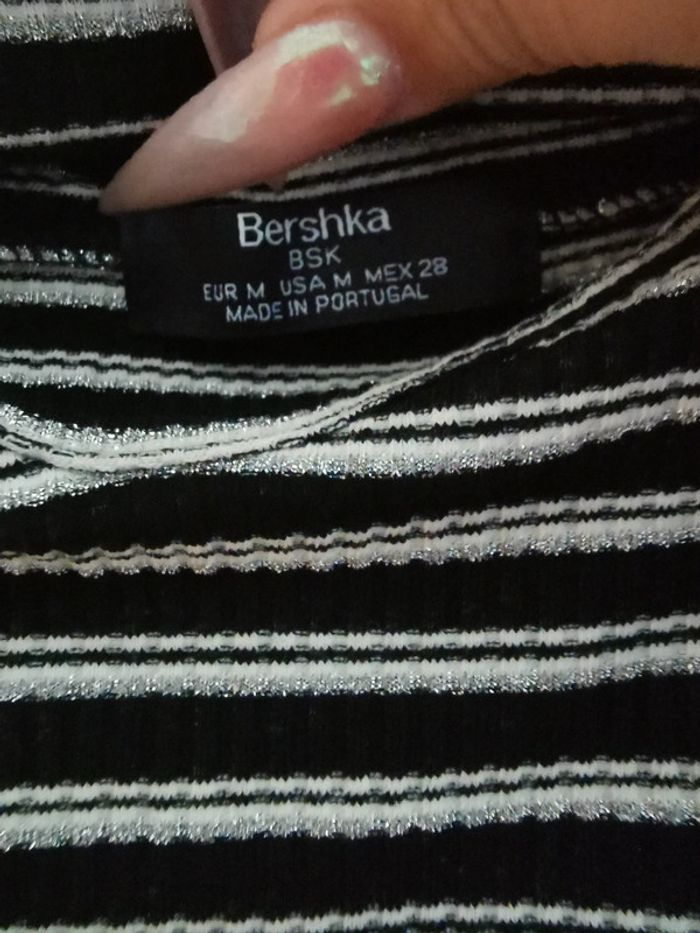 Bershka
BSK
EUR M USA M MEX 28
MADE IN PORTUGAL